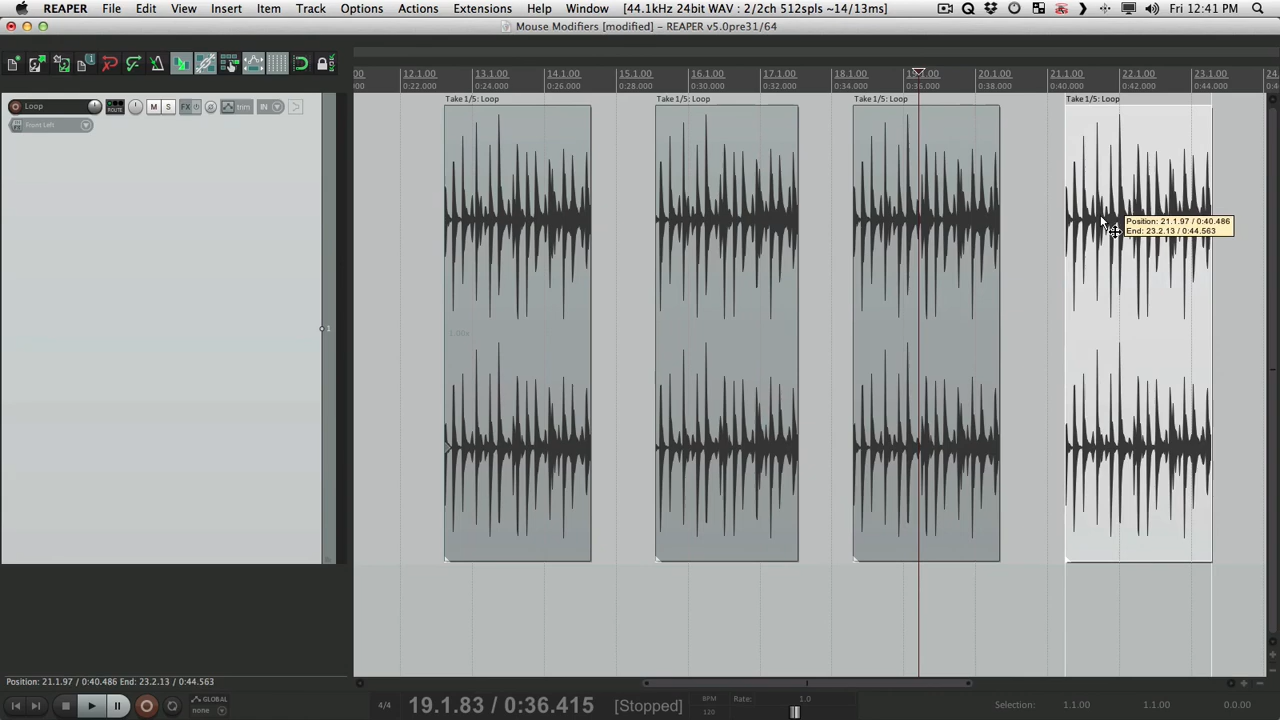 REAPER File Edit View Insert Item Track Options Actions Extensions Help Window [44.1kHz 24bit WAV : 2/2ch 512spls ~14/13ms] Fri 12:41 PM
Mouse Modifiers [modified] – REAPER v5.0pre31/64
12.1.00 13.1.00 14.1.00 15.1.00 16.1.00 17.1.00 18.1.00 20.1.00 21.1.00 22.1.00 23.1.00
0:22.000 0:24.000 0:26.000 0:28.000 0:30.000 0:32.000 0:34.000 0:36.000 0:38.000 0:40.000 0:42.000 0:44.000
Take 1/5: Loop Take 1/5: Loop Take 1/5: Loop Take 1/5: Loop
Loop ROUTE M S FX trim IN
Front Left
Position: 21.1.97 / 0:40.486
End: 23.2.13 / 0:44.563
1
1.00x
Position: 21.1.97 / 0:40.486 End: 23.2.13 / 0:44.563
GLOBAL
none
4/4 19.1.83 / 0:36.415 [Stopped]
BPM
120
Rate: 1.0
Selection: 1.1.00 1.1.00 0.0.00